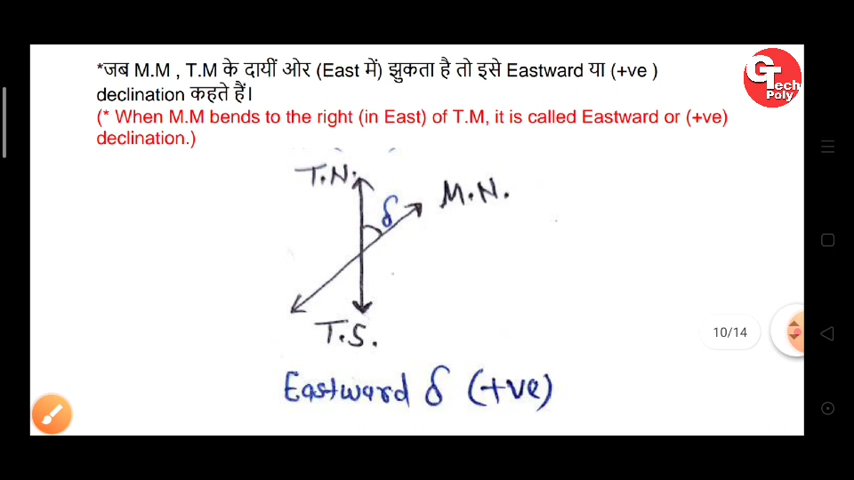 *जब M.M , T.M के दायीं ओर (East में) झुकता है तो इसे Eastward या (+ve )
declination कहते हैं।
(* When M.M bends to the right (in East) of T.M, it is called Eastward or (+ve)
declination.)
GTech
Poly
T.N.
δ
M.N.
T.S.
10/14
Eastward δ (+ve)